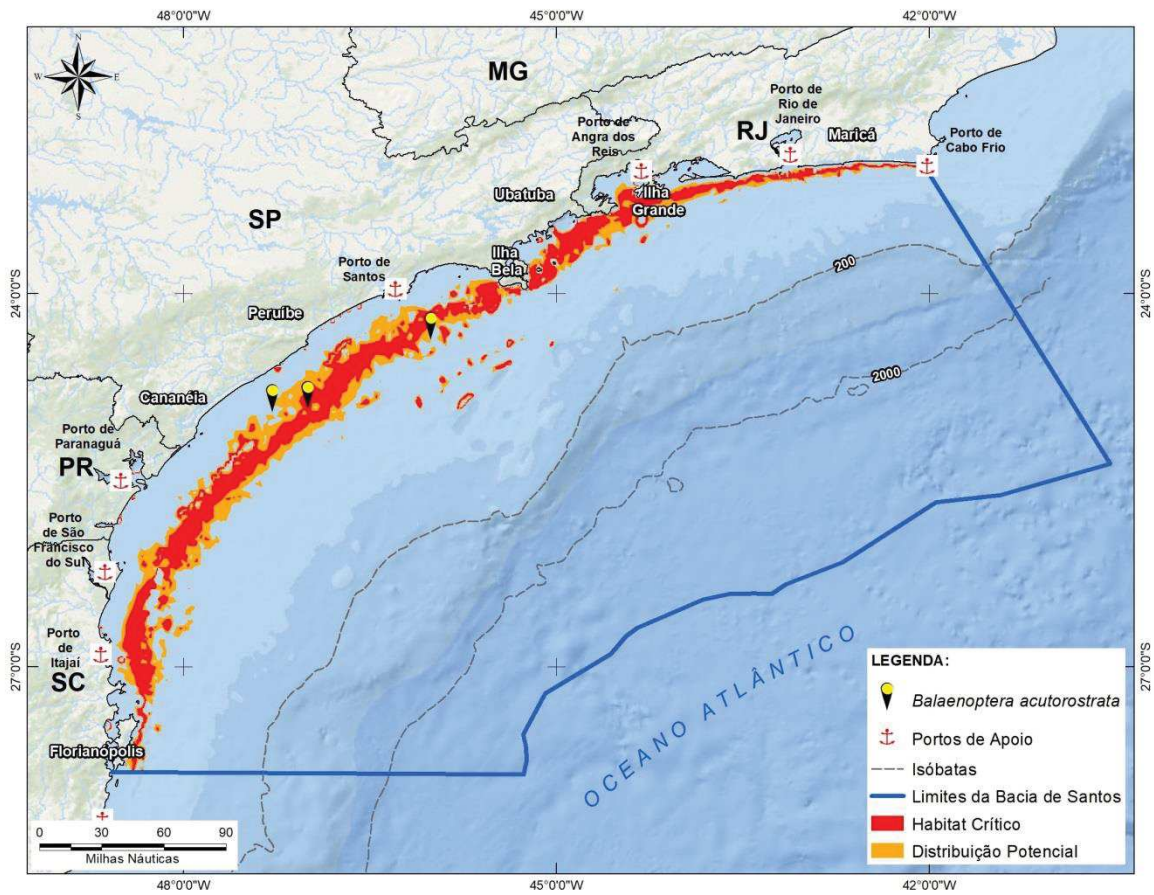 48°0'0"W
45°0'0"W
42°0'0"W
N
W
E
S
MG
Porto de
Rio de
Janeiro
Porto de
Angra dos
Reis
RJ
Maricá
Porto de
Cabo Frio
Ubatuba
Ilha
Grande
SP
Ilha
Bela
Porto de
Santos
24°0'0"S
24°0'0"S
200
Peruíbe
2000
Cananéia
Porto de
Paranaguá
PR
Porto
de São
Francisco
do Sul
Porto
de
Itajaí
SC
27°0'0"S
27°0'0"S
Florianópolis
OCEANO ATLÂNTICO
LEGENDA:
Balaenoptera acutorostrata
Portos de Apoio
Isóbatas
Limites da Bacia de Santos
Habitat Crítico
Distribuição Potencial
0 30 60 90
Milhas Náuticas
48°0'0"W
45°0'0"W
42°0'0"W